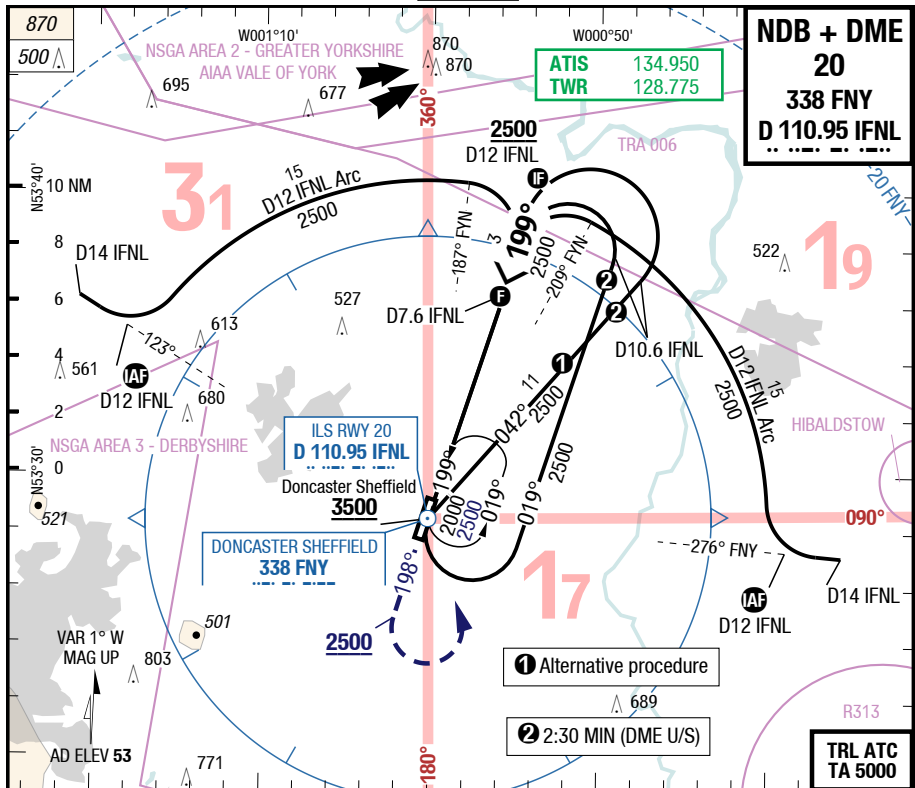 870
500
W001°10'
W000°50'
NDB + DME
20
338 FNY
D 110.95 IFNL
NSGA AREA 2 - GREATER YORKSHIRE
AIAA VALE OF YORK
870
870
ATIS 134.950
TWR 128.775
695
677
360°
2500
D12 IFNL
TRA 006
20 FNY
N53°40'
10 NM
8
6
4
2
0
N53°30'
31
19
17
15
D12 IFNL Arc
2500
IF
D14 IFNL
187° FYN
3
199°
2500
209° FYN
522
F
D7.6 IFNL
2
2
D10.6 IFNL
527
613
123°
561
IAF
D12 IFNL
680
1
11
042°
2500
15
D12 IFNL Arc
2500
HIBALDSTOW
NSGA AREA 3 - DERBYSHIRE
ILS RWY 20
D 110.95 IFNL
199°
2000
2500
019°
019°
2500
Doncaster Sheffield
3500
521
090°
DONCASTER SHEFFIELD
338 FNY
198°
276° FNY
IAF
D12 IFNL
D14 IFNL
501
2500
VAR 1° W
MAG UP
803
1 Alternative procedure
689
R313
2 2:30 MIN (DME U/S)
AD ELEV 53
771
180°
TRL ATC
TA 5000